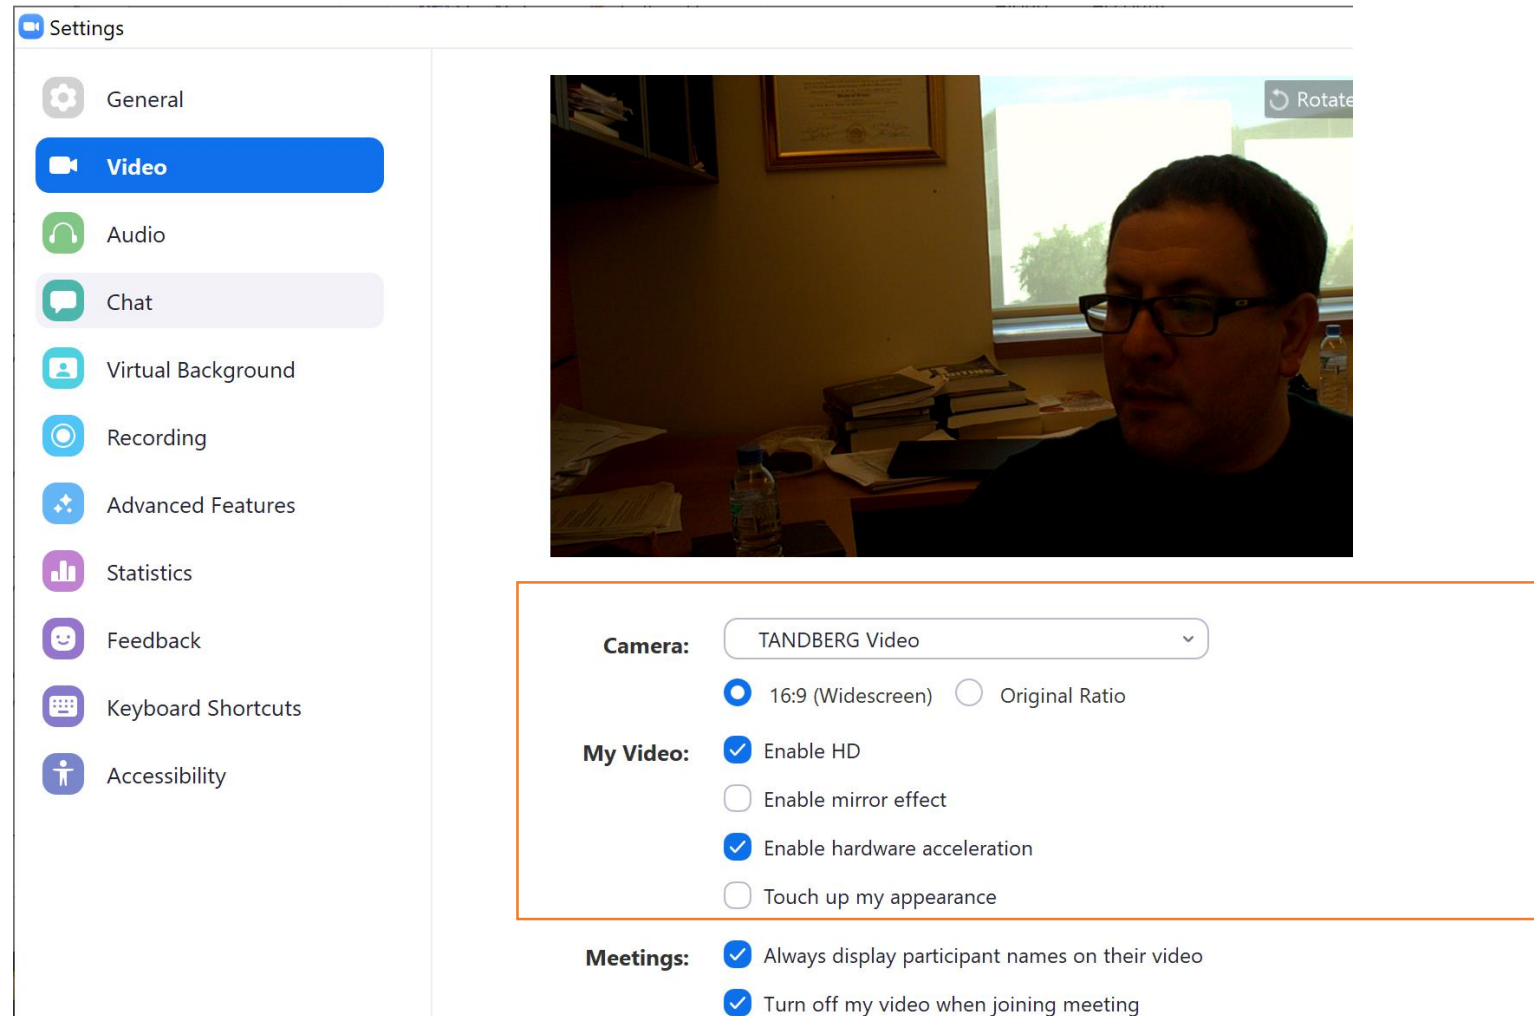 Settings
General
Video
Audio
Chat
Virtual Background
Recording
Advanced Features
Statistics
Feedback
Keyboard Shortcuts
Accessibility
Rotate
Camera: TANDBERG Video
16:9 (Widescreen) Original Ratio
My Video: Enable HD
Enable mirror effect
Enable hardware acceleration
Touch up my appearance
Meetings: Always display participant names on their video
Turn off my video when joining meeting